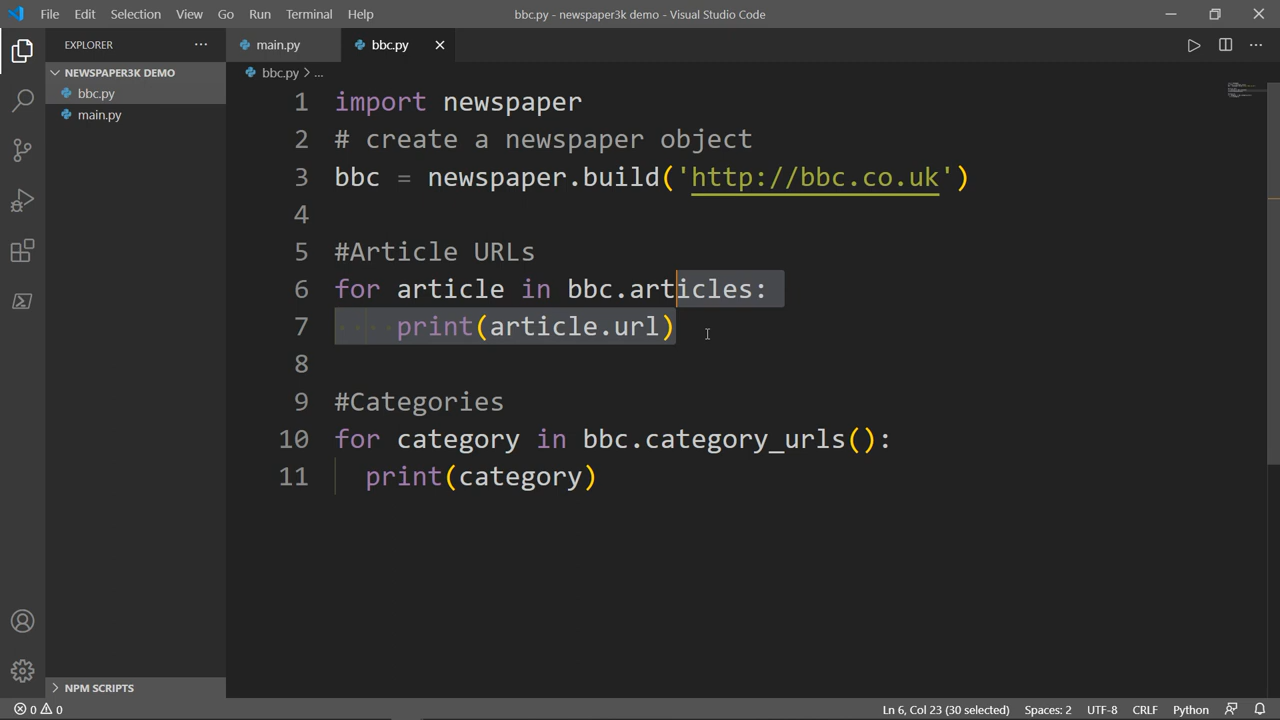 File Edit Selection View Go Run Terminal Help
bbc.py - newspaper3k demo - Visual Studio Code
EXPLORER
NEWSPAPER3K DEMO
bbc.py
main.py
NPM SCRIPTS
main.py
bbc.py
bbc.py > ...
1 import newspaper
2 # create a newspaper object
3 bbc = newspaper.build('http://bbc.co.uk')
4
5 #Article URLs
6 for article in bbc.articles:
7 print(article.url)
8
9 #Categories
10 for category in bbc.category_urls():
11 print(category)
0 0
Ln 6, Col 23 (30 selected) Spaces: 2 UTF-8 CRLF Python